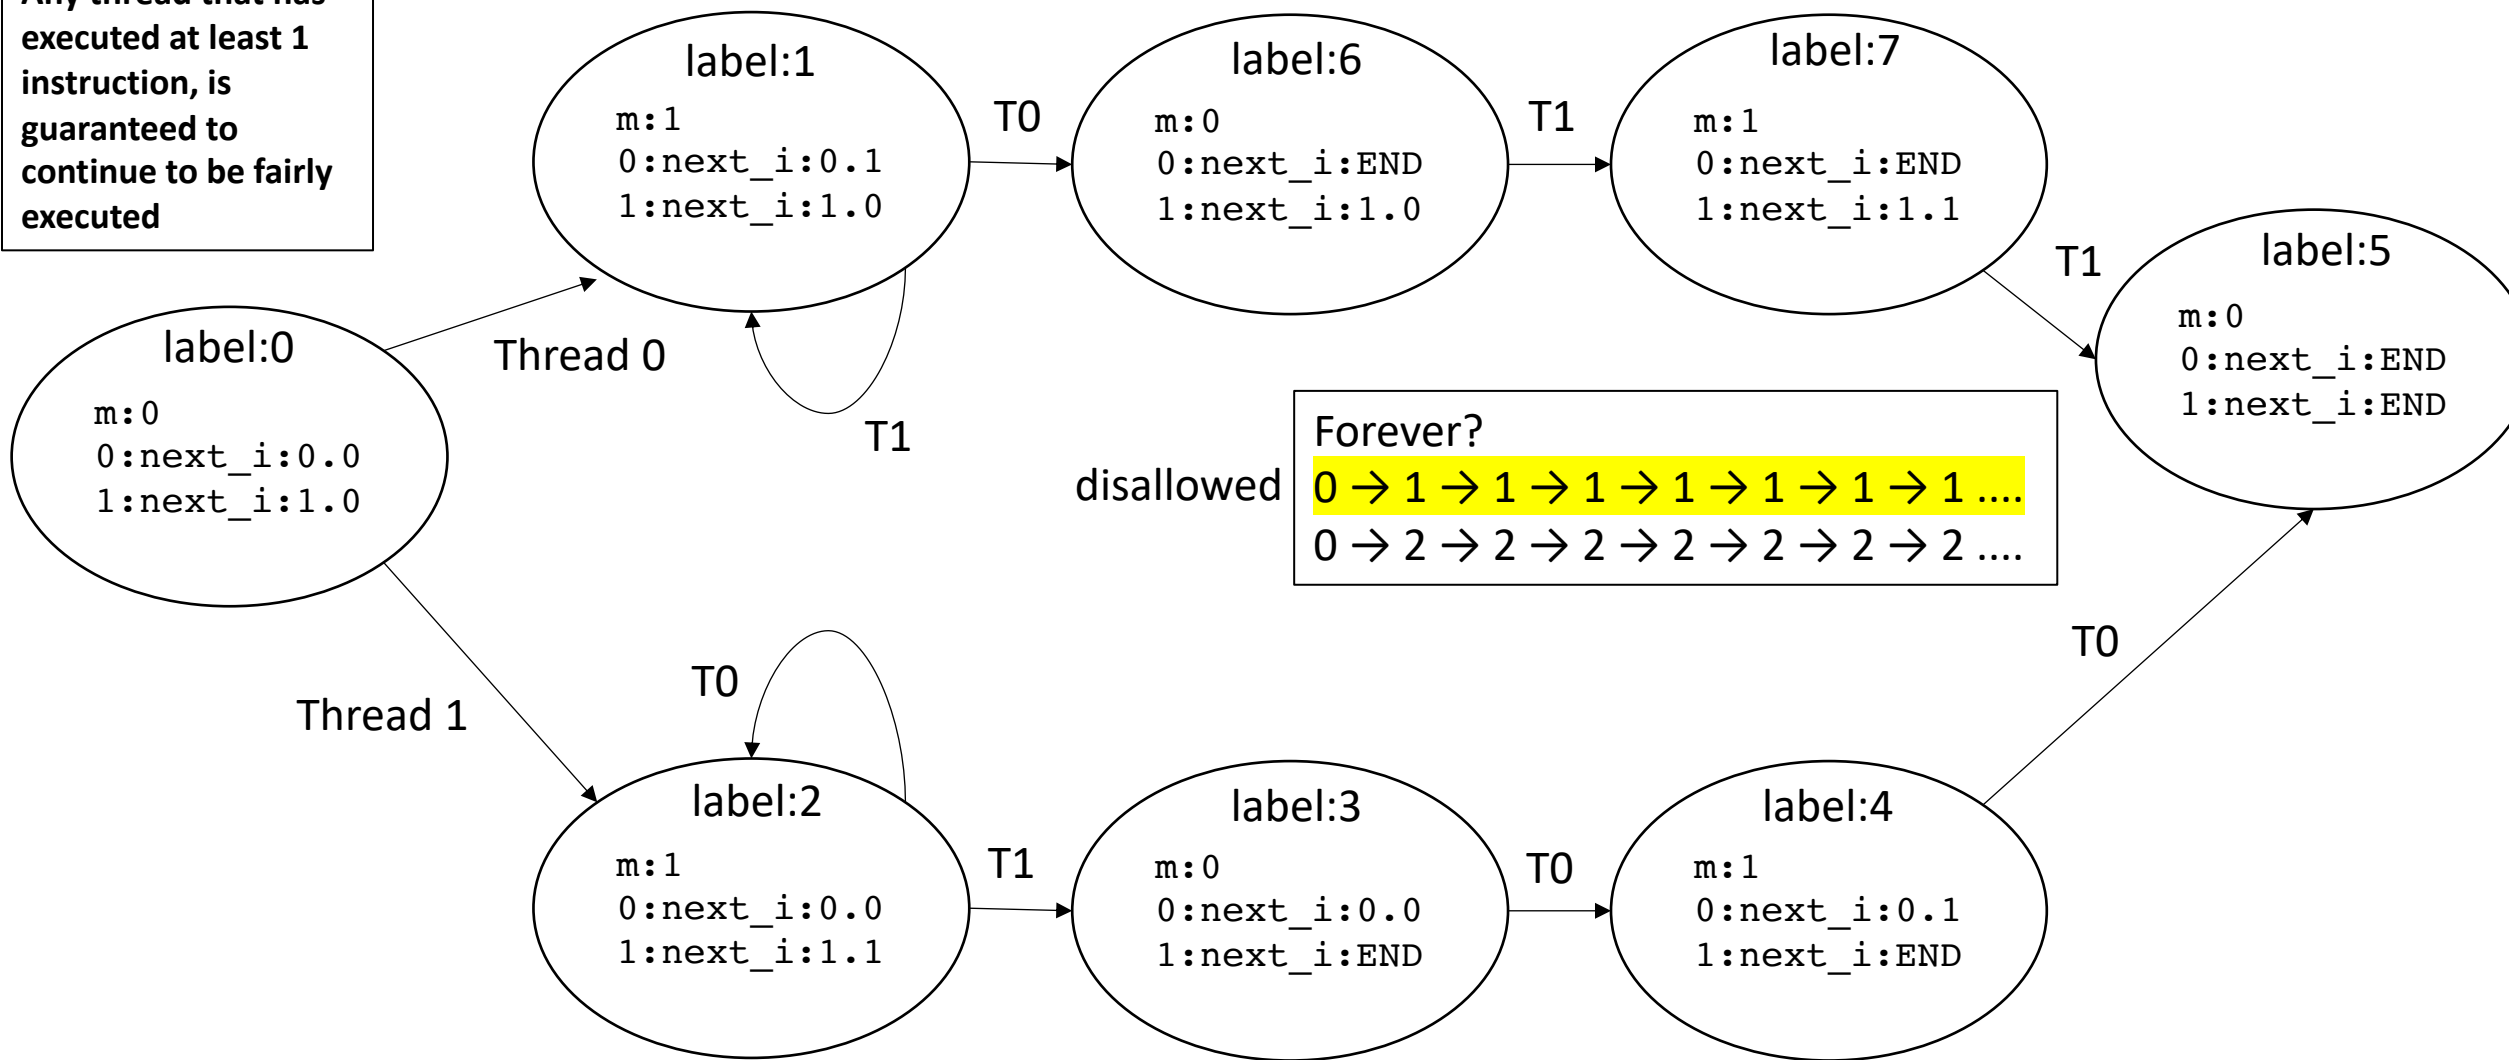 Any thread that has
executed at least 1
instruction, is
guaranteed to
continue to be fairly
executed
label:1
m:1
0:next_i:0.1
1:next_i:1.0
T0
label:6
m:0
0:next_i:END
1:next_i:1.0
T1
label:7
m:1
0:next_i:END
1:next_i:1.1
T1
label:5
m:0
0:next_i:END
1:next_i:END
label:0
m:0
0:next_i:0.0
1:next_i:1.0
Thread 0
T1
Forever?
disallowed 0 → 1 → 1 → 1 → 1 → 1 → 1 → 1 ....
0 → 2 → 2 → 2 → 2 → 2 → 2 → 2 ....
T0
T0
Thread 1
label:2
m:1
0:next_i:0.0
1:next_i:1.1
T1
label:3
m:0
0:next_i:0.0
1:next_i:END
T0
label:4
m:1
0:next_i:0.1
1:next_i:END